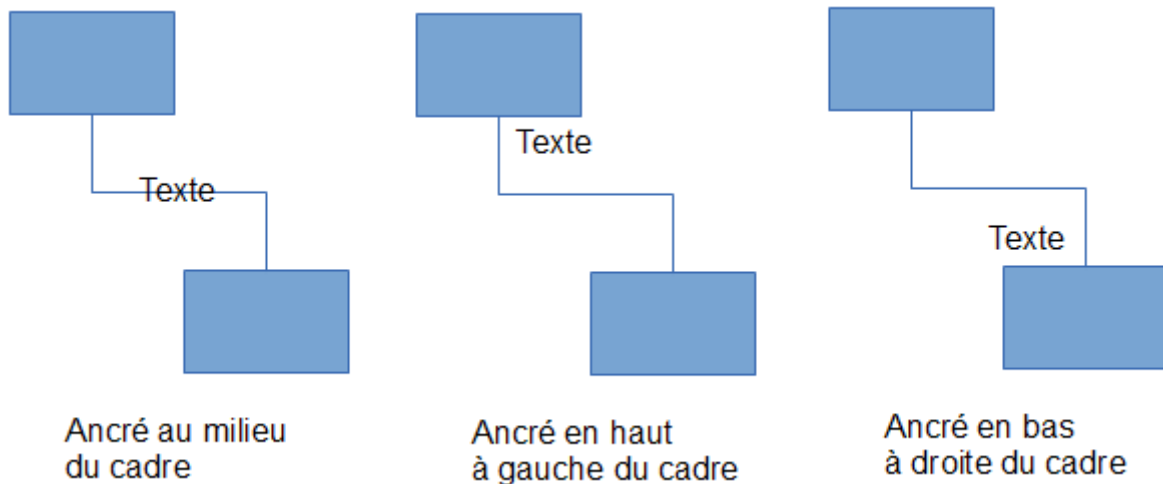 Texte
Texte
Texte
Ancré au milieu
du cadre
Ancré en haut
à gauche du cadre
Ancré en bas
à droite du cadre